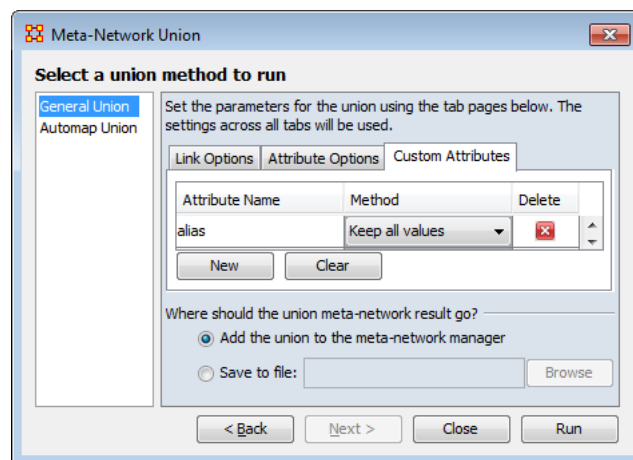 Meta-Network Union
Select a union method to run
General Union
Automap Union
Set the parameters for the union using the tab pages below. The
settings across all tabs will be used.
Link Options Attribute Options Custom Attributes
Attribute Name Method Delete
alias Keep all values
New Clear
Where should the union meta-network result go?
Add the union to the meta-network manager
Save to file: Browse
< Back Next > Close Run